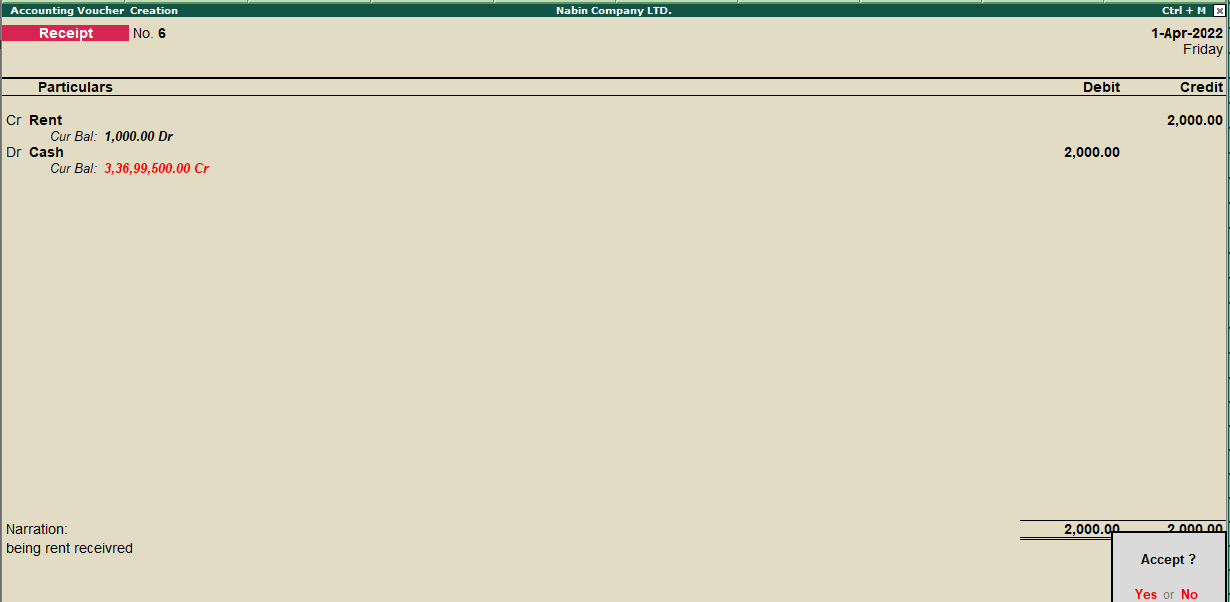 Accounting Voucher Creation Nabin Company LTD. Ctrl + M
Receipt No. 6 1-Apr-2022
Friday
Particulars Debit Credit
Cr Rent 2,000.00
Cur Bal: 1,000.00 Dr
Dr Cash 2,000.00
Cur Bal: 3,36,99,500.00 Cr
Narration: 2,000.00 2,000.00
being rent receivred
Accept ?
Yes or No